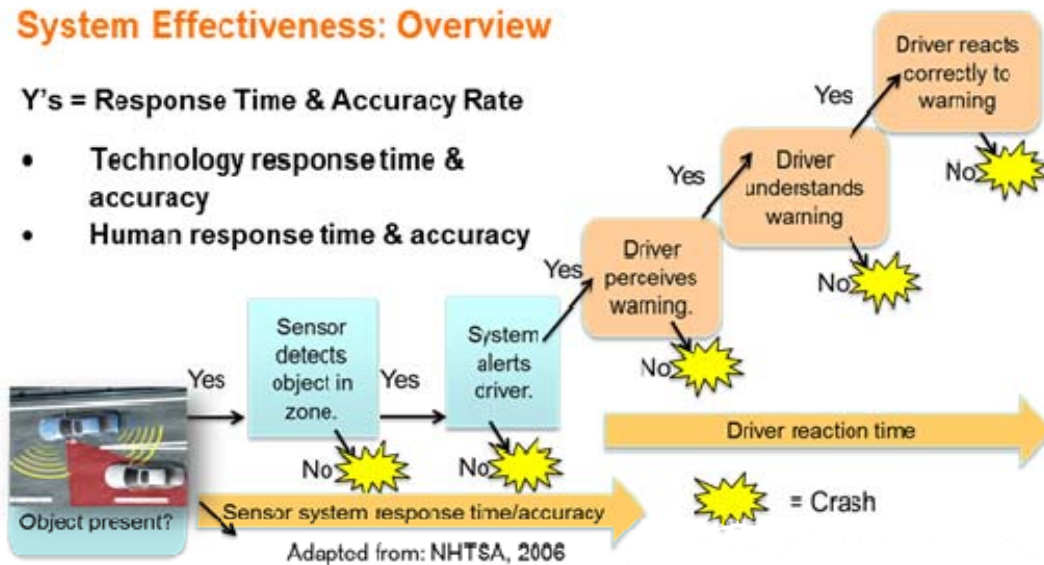 System Effectiveness: Overview
Y's = Response Time & Accuracy Rate
• Technology response time &
accuracy
• Human response time & accuracy
Object present?
Yes
Sensor
detects
object in
zone.
No
Yes
System
alerts
criver.
No
Yes
Driver
perceives
warning.
No
Yes
Driver
understands
warning
No
Yes
Driver reacts
correctly to
warning
No
Driver reaction time
Sensor system response time/accuracy
= Crash
Adapted from: NHTSA, 2006